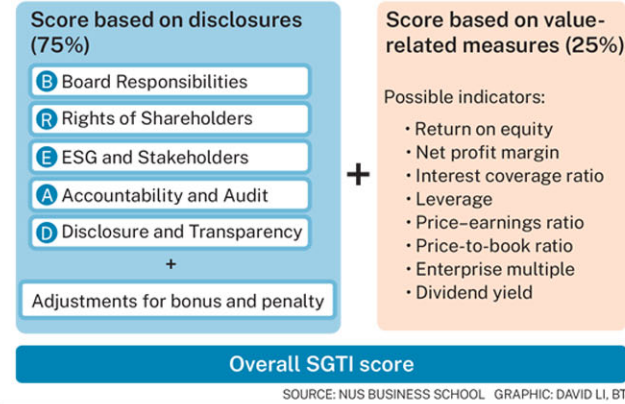 Score based on disclosures
(75%)
B Board Responsibilities
R Rights of Shareholders
E ESG and Stakeholders
A Accountability and Audit
D Disclosure and Transparency
+
Adjustments for bonus and penalty
+
Score based on value-
related measures (25%)
Possible indicators:
• Return on equity
• Net profit margin
• Interest coverage ratio
• Leverage
• Price–earnings ratio
• Price-to-book ratio
• Enterprise multiple
• Dividend yield
Overall SGTI score
SOURCE: NUS BUSINESS SCHOOL GRAPHIC: DAVID LI, BT